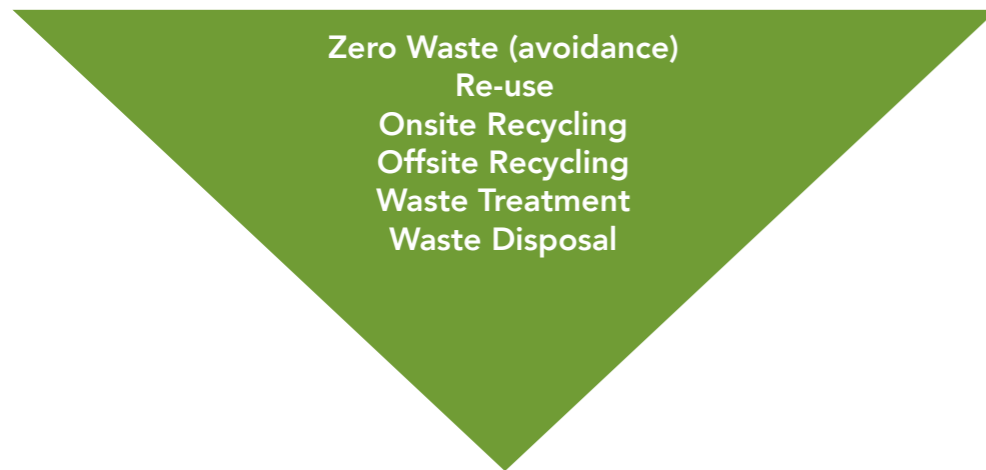 Zero Waste (avoidance)
Re-use
Onsite Recycling
Offsite Recycling
Waste Treatment
Waste Disposal